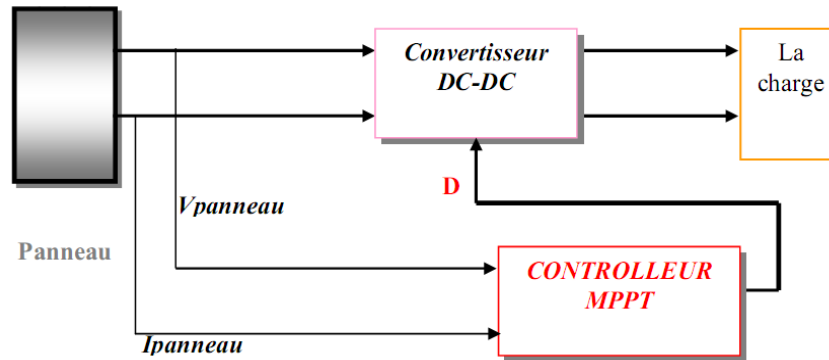 Convertisseur
DC-DC
La
charge
D
Vpanneau
Panneau
CONTROLLEUR
MPPT
Ipanneau